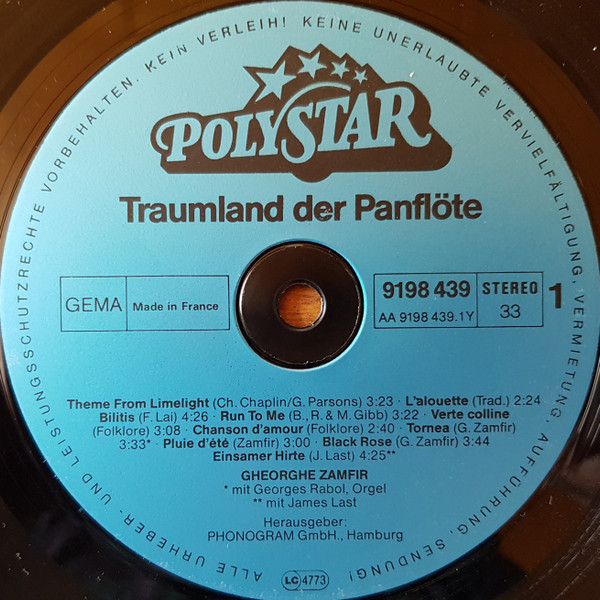 ALLE URHEBER- UND LEISTUNGSSCHUTZRECHTE VORBEHALTEN. KEIN VERLEIH! KEINE UNERLAUBTE VERVIELFÄLTIGUNG, VERMIETUNG, AUFFÜHRUNG, SENDUNG!
POLYSTAR
Traumland der Panflöte
GEMA
Made in France
9198 439
AA 9198 439.1Y
STEREO
33
1
Theme From Limelight (Ch. Chaplin/G. Parsons) 3:23 · L'alouette (Trad.) 2:24
Bilitis (F. Lai) 4:26 · Run To Me (B., R. & M. Gibb) 3:22 · Verte colline
(Folklore) 3:08 · Chanson d'amour (Folklore) 2:40 · Tornea (G. Zamfir)
3:33* · Pluie d'été (Zamfir) 3:00 · Black Rose (G. Zamfir) 3:44
Einsamer Hirte (J. Last) 4:25**
GHEORGHE ZAMFIR
* mit Georges Rabol, Orgel
** mit James Last
Herausgeber:
PHONOGRAM GmbH., Hamburg
LC 4773